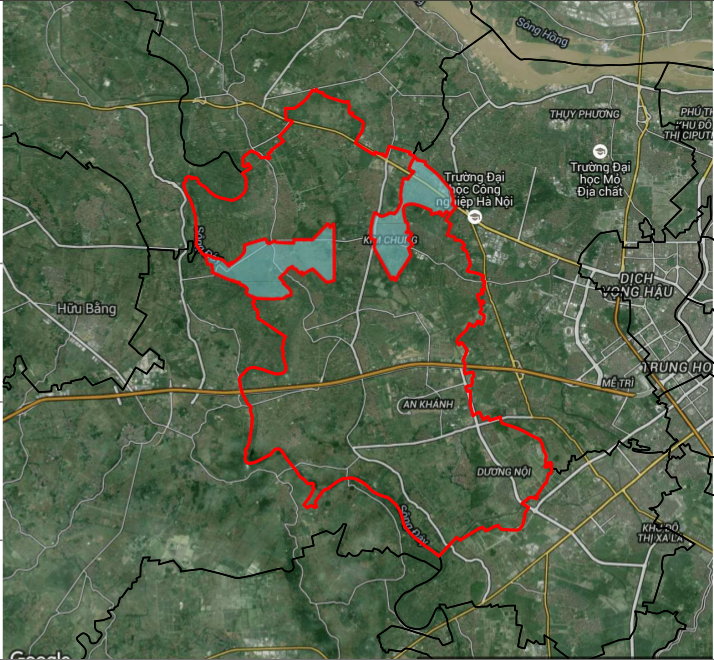 Sông Hồng
THỤY PHƯƠNG
PHÚ T
KHU ĐÔ
THỊ CIPUT
Trường Đại
học Mỏ
Địa chất
Trường Đại
học Công
nghiệp Hà Nội
KIM CHUNG
Sông
DỊCH
VỌNG HẬU
Hữu Bằng
TRUNG HO
MỄ TRÌ
AN KHÁNH
DƯƠNG NỘI
Sông Đáy
KHU ĐÔ
THỊ XA LA
Google